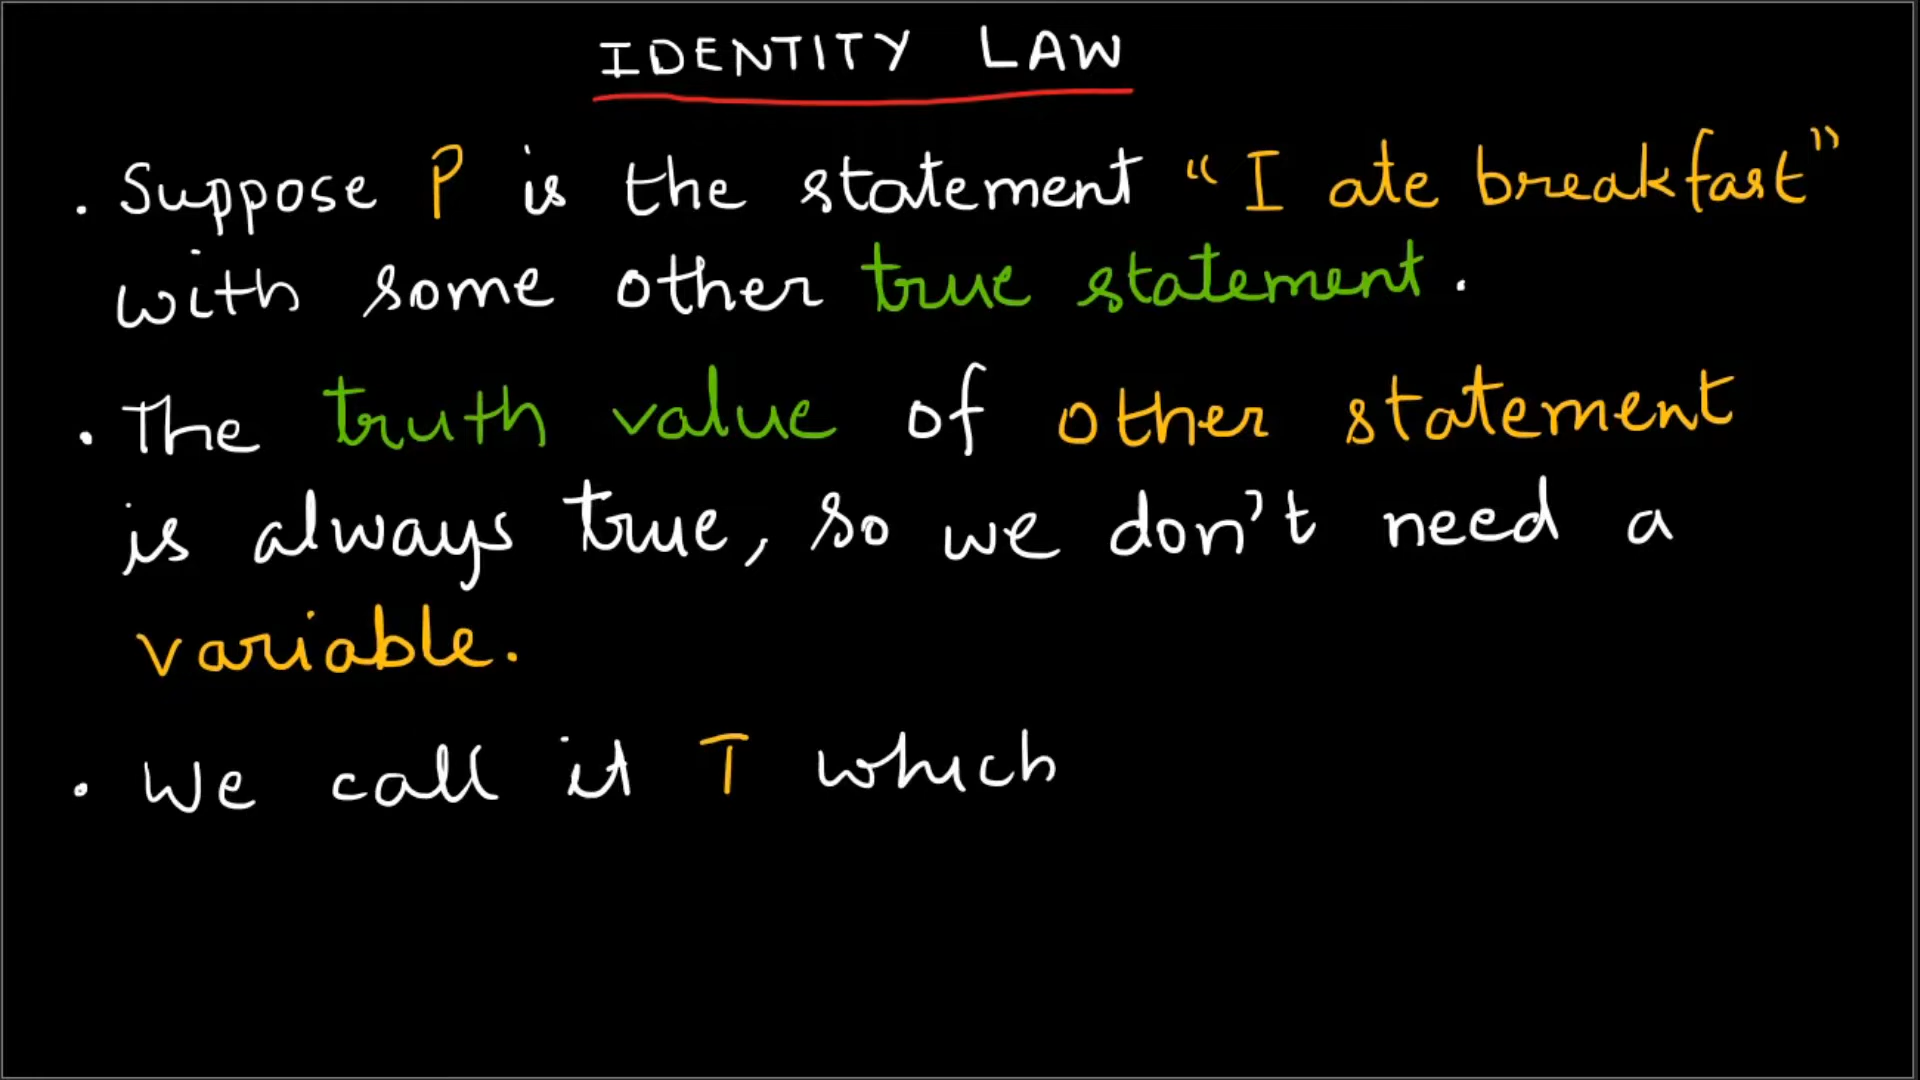 IDENTITY LAW
. Suppose P is the statement "I ate breakfast"
with some other true statement.
. The truth value of other statement
is always true, so we don't need a
variable.
. We call it T which